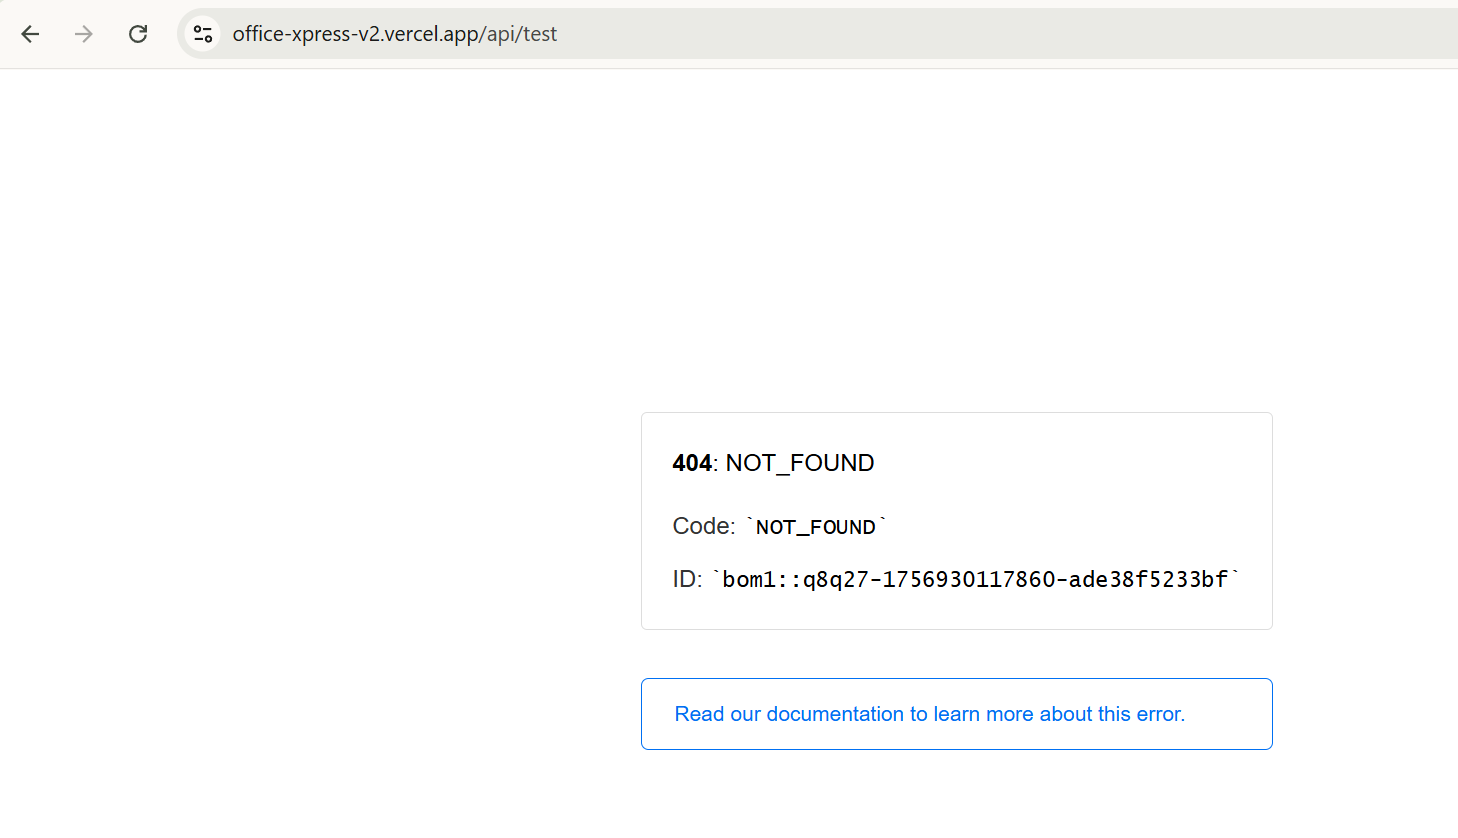 office-xpress-v2.vercel.app/api/test
404: NOT_FOUND
Code: `NOT_FOUND`
ID: `bom1::q8q27-1756930117860-ade38f5233bf`
Read our documentation to learn more about this error.